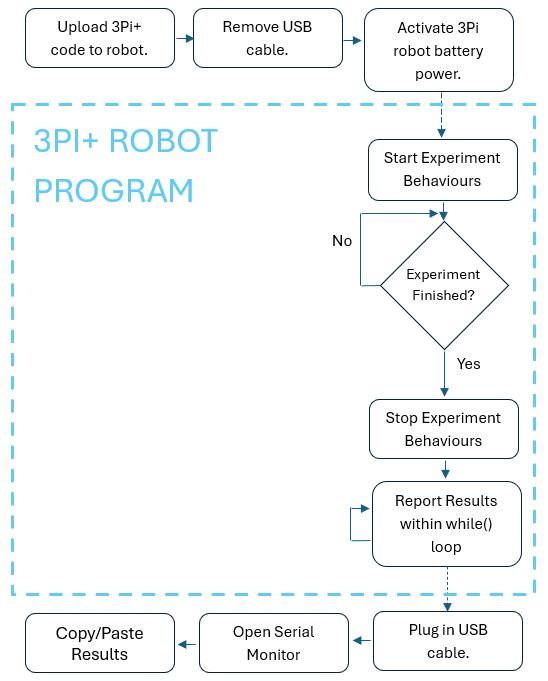 Upload 3Pi+
code to robot.
Remove USB
cable.
Activate 3Pi
robot battery
power.
3PI+ ROBOT
PROGRAM
Start Experiment
Behaviours
No
Experiment
Finished?
Yes
Stop Experiment
Behaviours
Report Results
within while()
loop
Plug in USB
cable.
Open Serial
Monitor
Copy/Paste
Results